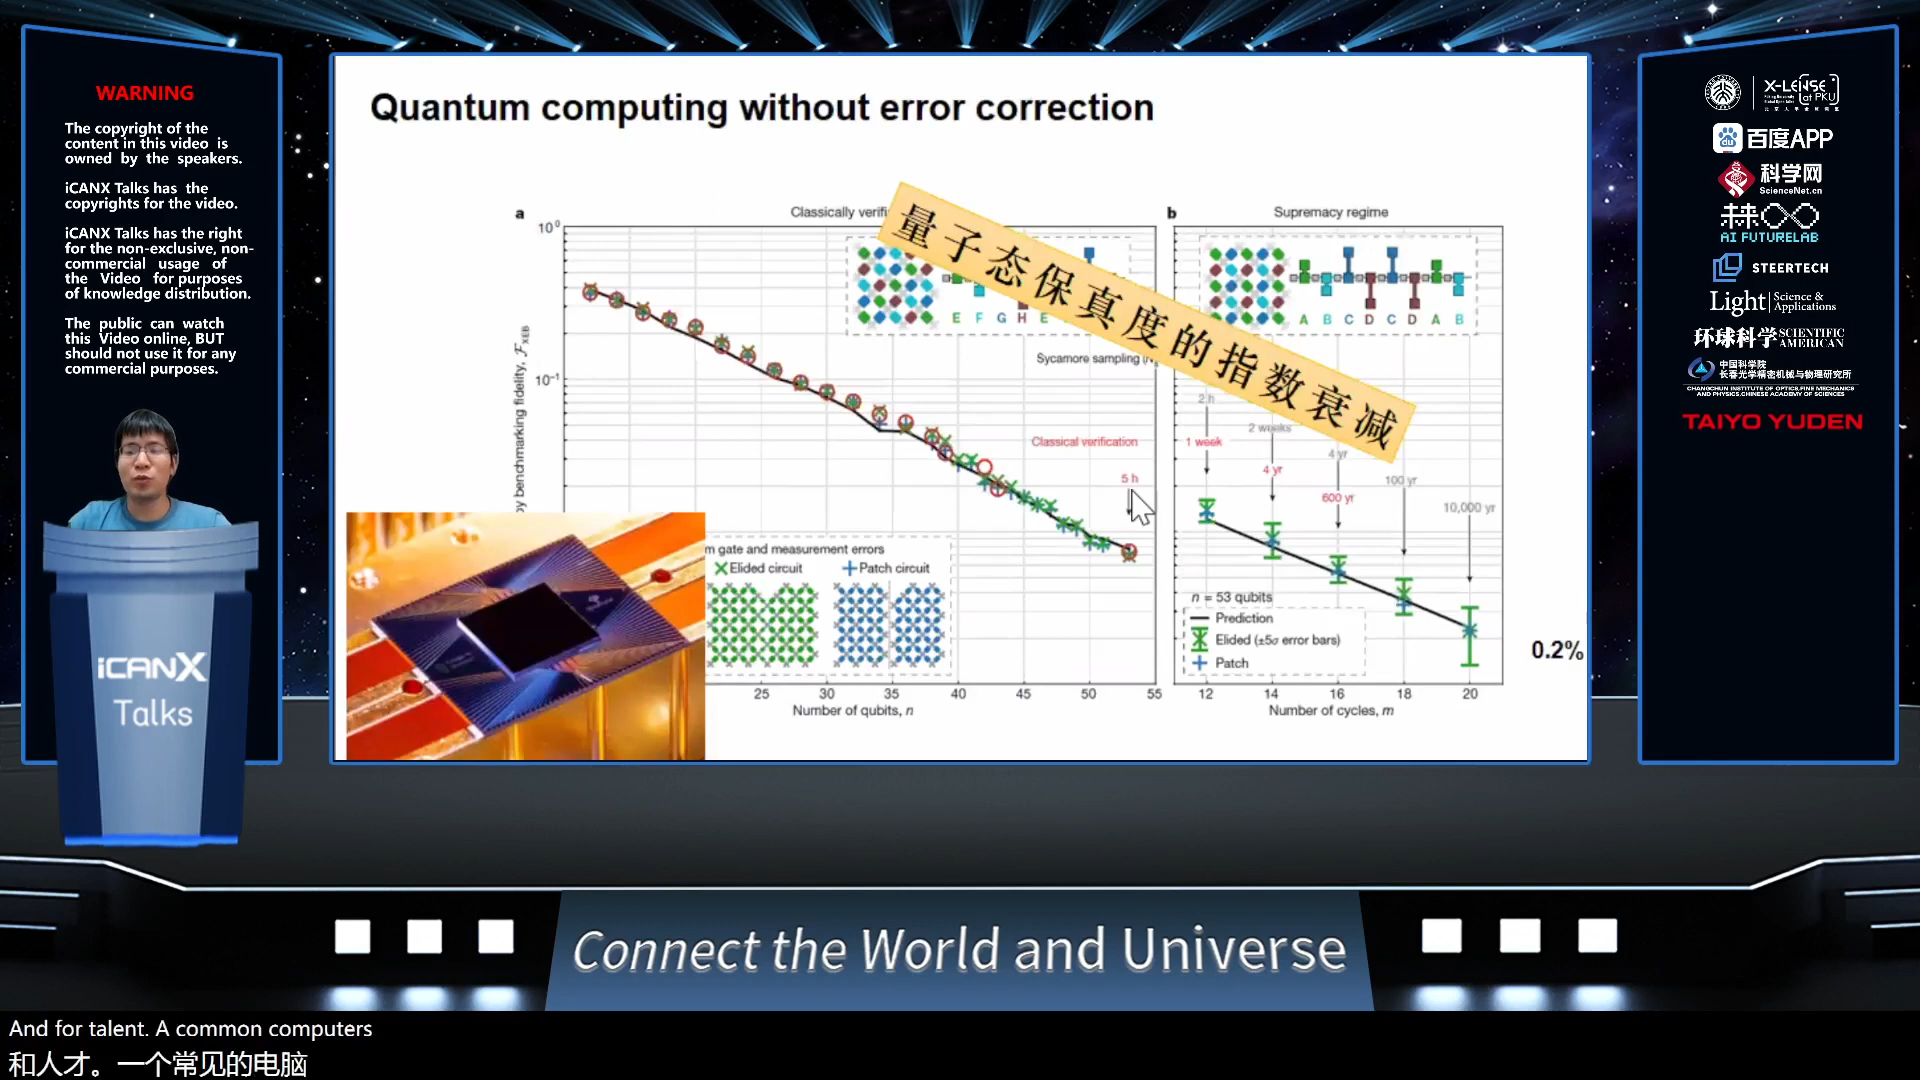 WARNING
The copyright of the
content in this video is
owned by the speakers.
iCANX Talks has the
copyrights for the video.
iCANX Talks has the right
for the non-exclusive, non-
commercial usage of
the Video for purposes
of knowledge distribution.
The public can watch
this Video online, BUT
should not use it for any
commercial purposes.
iCANX
Talks
Quantum computing without error correction
a
Classically verifi
量子态保真度的指数衰减
10⁰
10⁻¹
by benchmarking fidelity, 𝓕XEB
E F G H E
Sycamore sampling (
Classical verification
5 h
m gate and measurement errors
Elided circuit
Patch circuit
25 30 35 40 45 50 55
Number of qubits, n
b
Supremacy regime
A B C D C D A B
2 h
1 week
2 weeks
4 yr
4 yr
600 yr
100 yr
10,000 yr
n = 53 qubits
Prediction
Elided (±5σ error bars)
Patch
12 14 16 18 20
Number of cycles, m
0.2%
X-LENSE
at PKU
du
百度APP
科学网
ScienceNet.cn
AI FUTURELAB
STEERTECH
Light Science &
Applications
环球科学 SCIENTIFIC
AMERICAN
中国科学院
长春光学精密机械与物理研究所
CHANGCHUN INSTITUTE OF OPTICS,FINE MECHANICS
AND PHYSICS,CHINESE ACADEMY OF SCIENCES
TAIYO YUDEN
Connect the World and Universe
And for talent. A common computers
和人才。一个常见的电脑